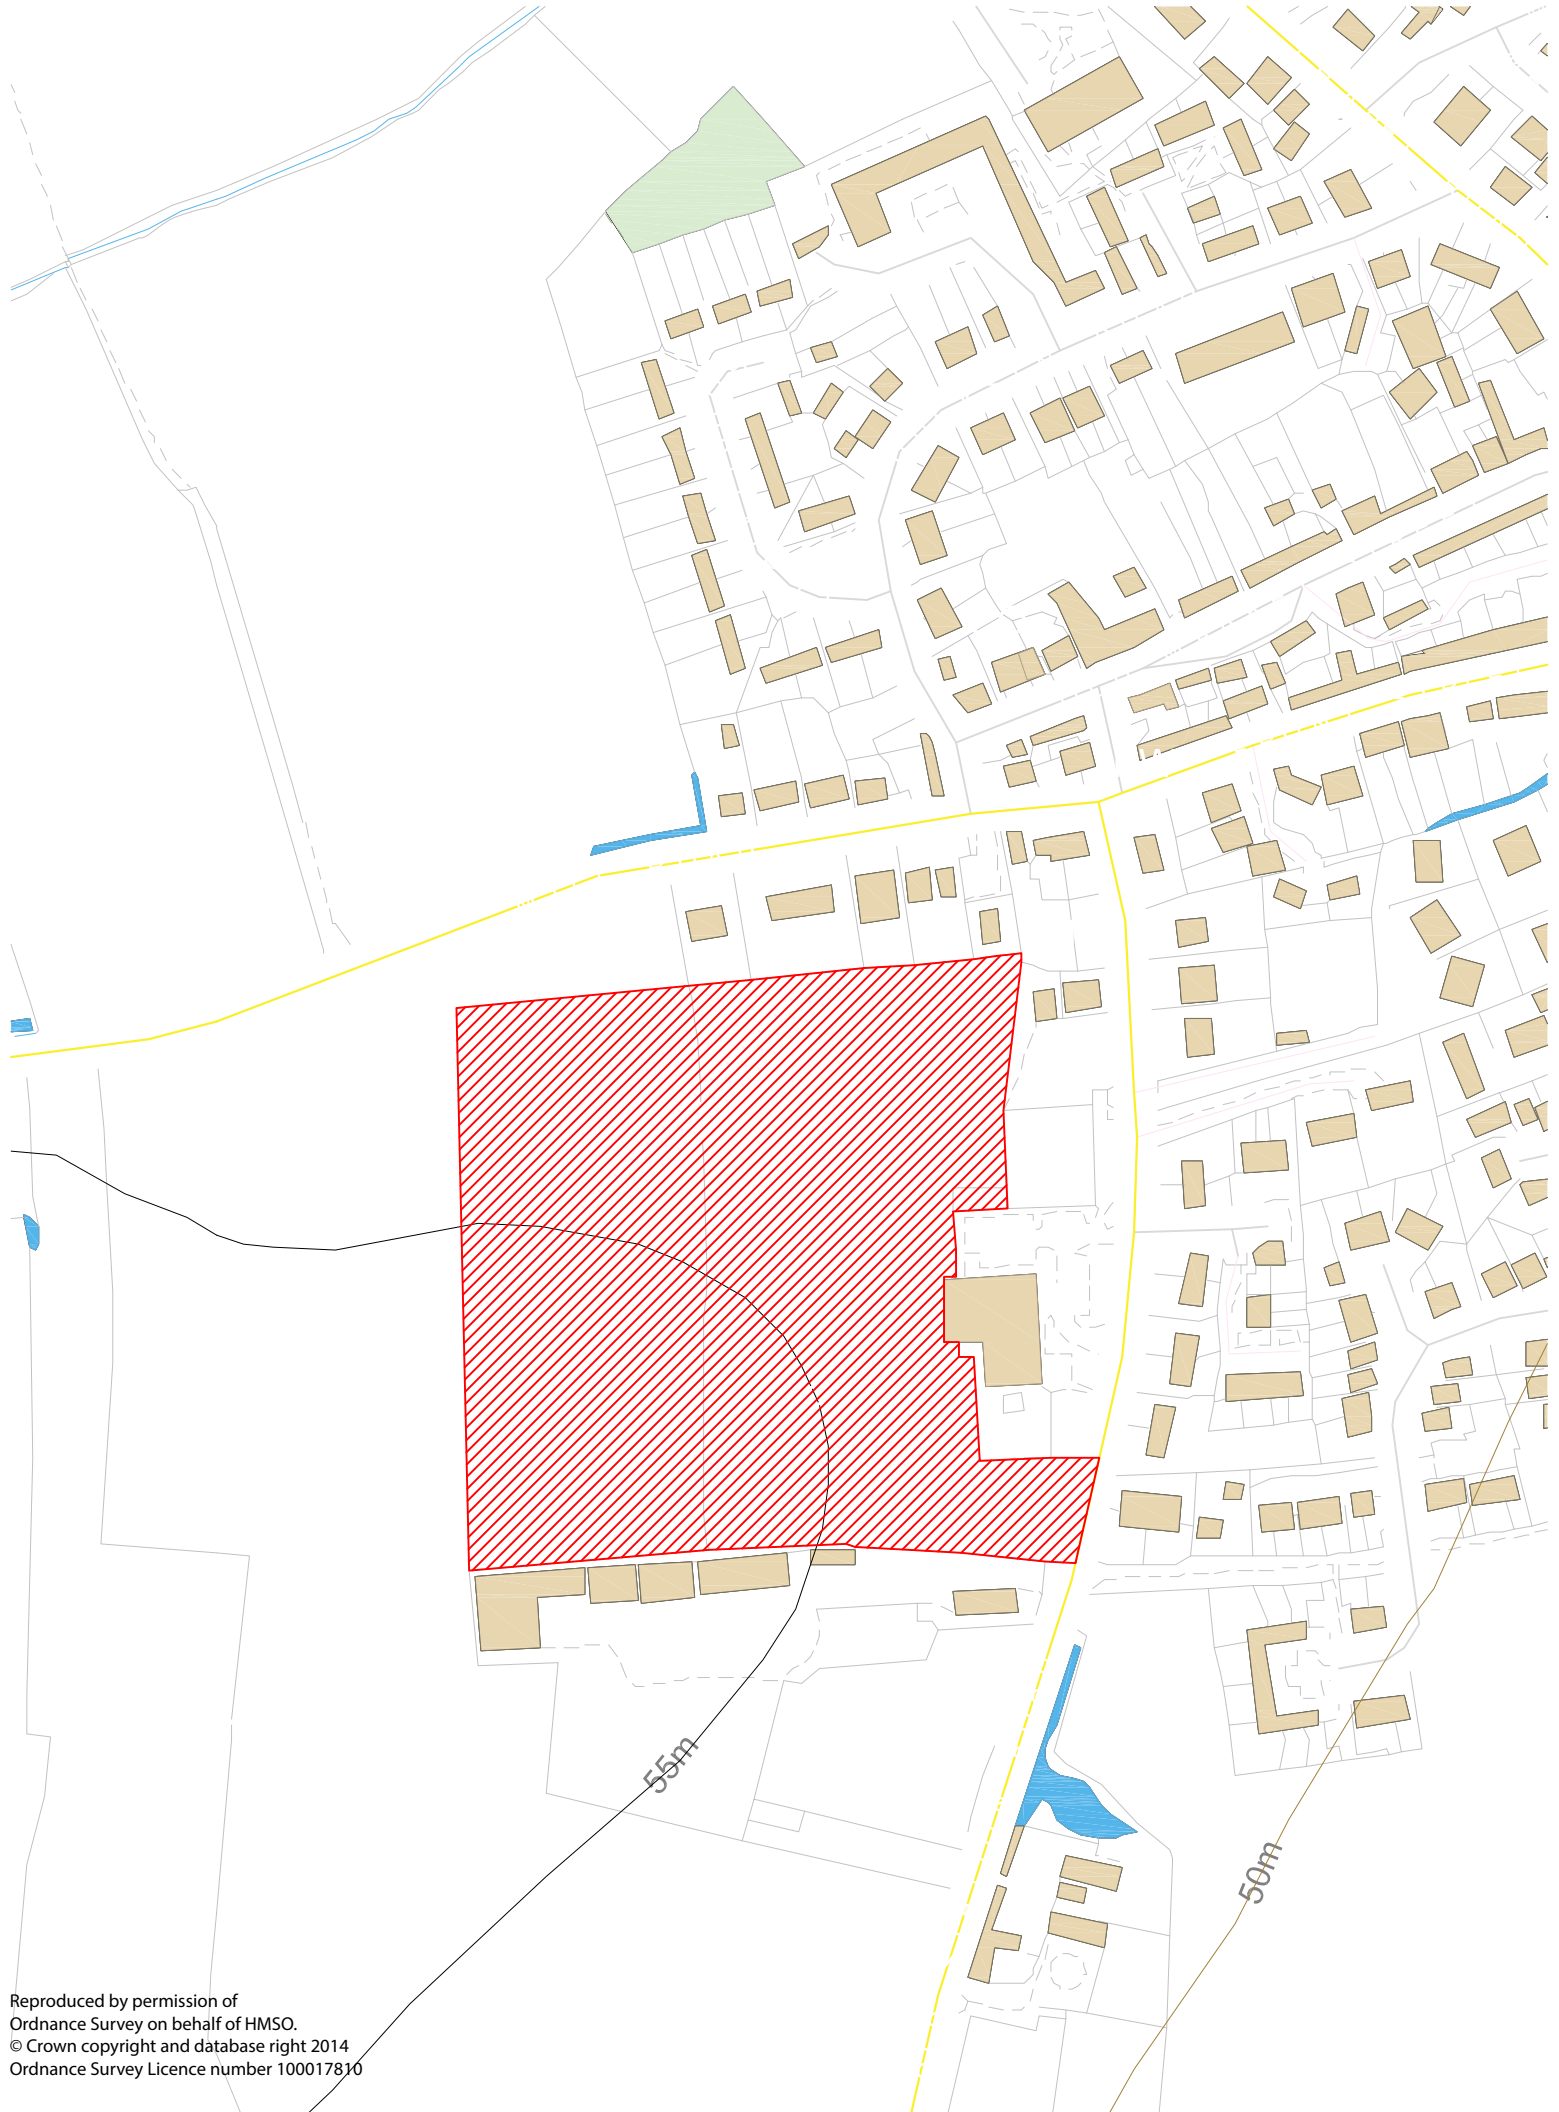 55m
50m
Reproduced by permission of
Ordnance Survey on behalf of HMSO.
© Crown copyright and database right 2014
Ordnance Survey Licence number 100017810